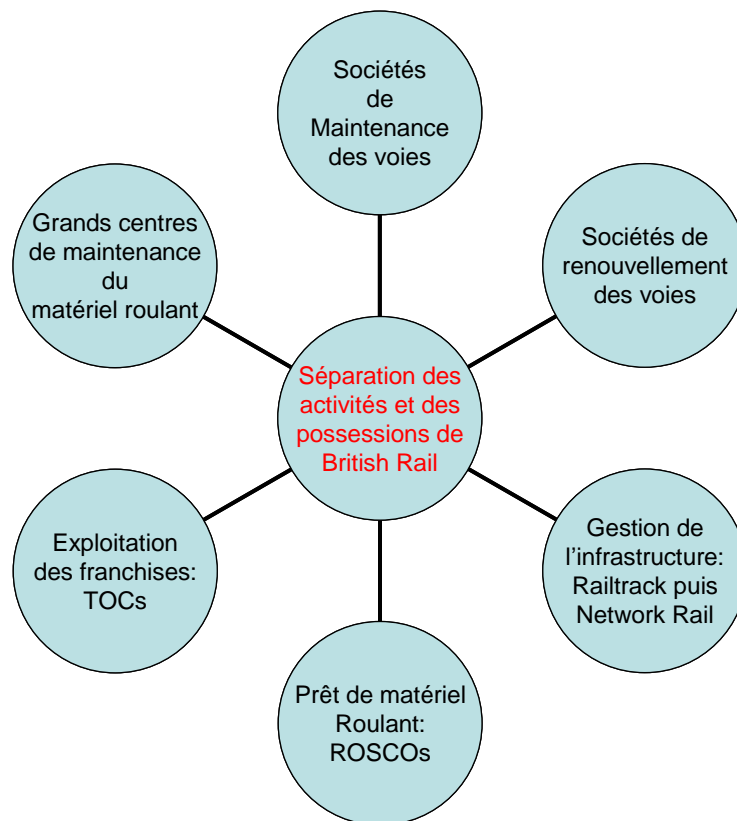 Sociétés
de
Maintenance
des voies
Grands centres
de maintenance
du
matériel roulant
Sociétés de
renouvellement
des voies
Séparation des
activités et des
possessions de
British Rail
Exploitation
des franchises:
TOCs
Gestion de
l’infrastructure:
Railtrack puis
Network Rail
Prêt de matériel
Roulant:
ROSCOs